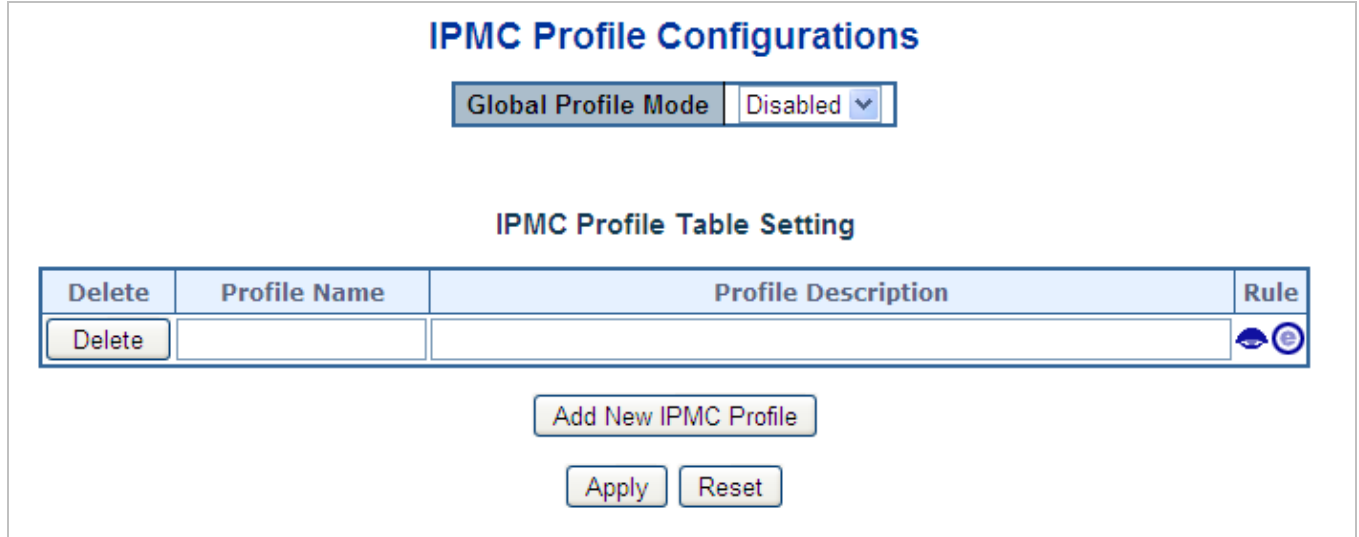 IPMC Profile Configurations
Global Profile Mode Disabled
IPMC Profile Table Setting
Delete Profile Name Profile Description Rule
Delete e
Add New IPMC Profile
Apply Reset